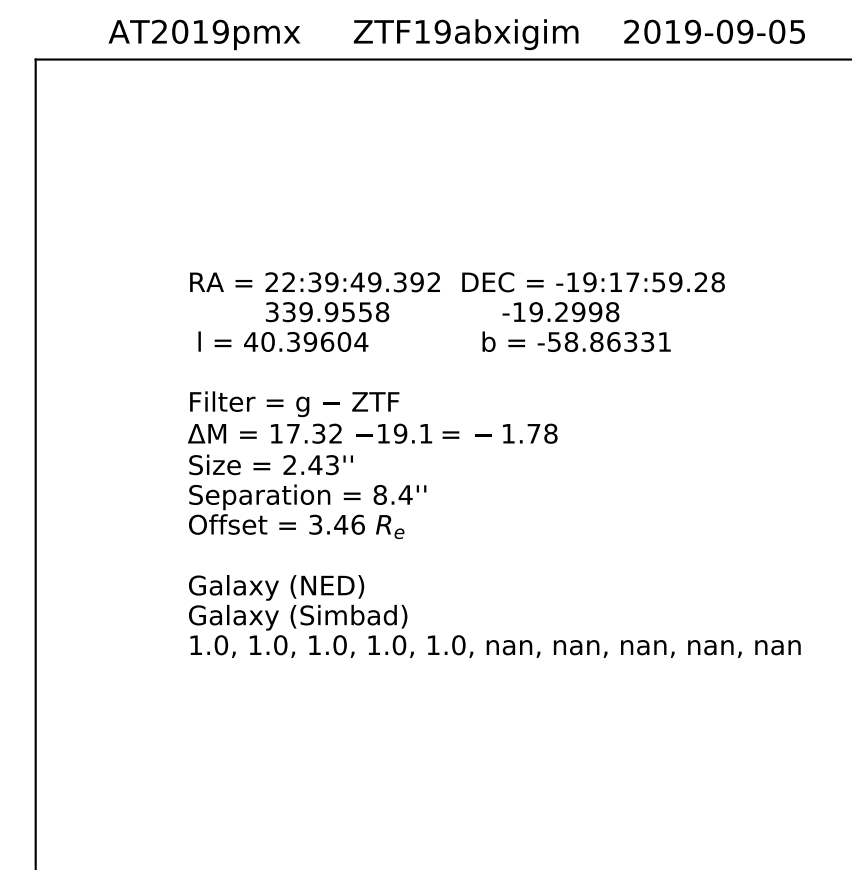 AT2019pmx ZTF19abxigim 2019-09-05
RA = 22:39:49.392 DEC = -19:17:59.28
339.9558 -19.2998
l = 40.39604 b = -58.86331
Filter = g − ZTF
ΔM = 17.32 −19.1 = − 1.78
Size = 2.43''
Separation = 8.4''
Offset = 3.46 Rₑ
Galaxy (NED)
Galaxy (Simbad)
1.0, 1.0, 1.0, 1.0, 1.0, nan, nan, nan, nan, nan